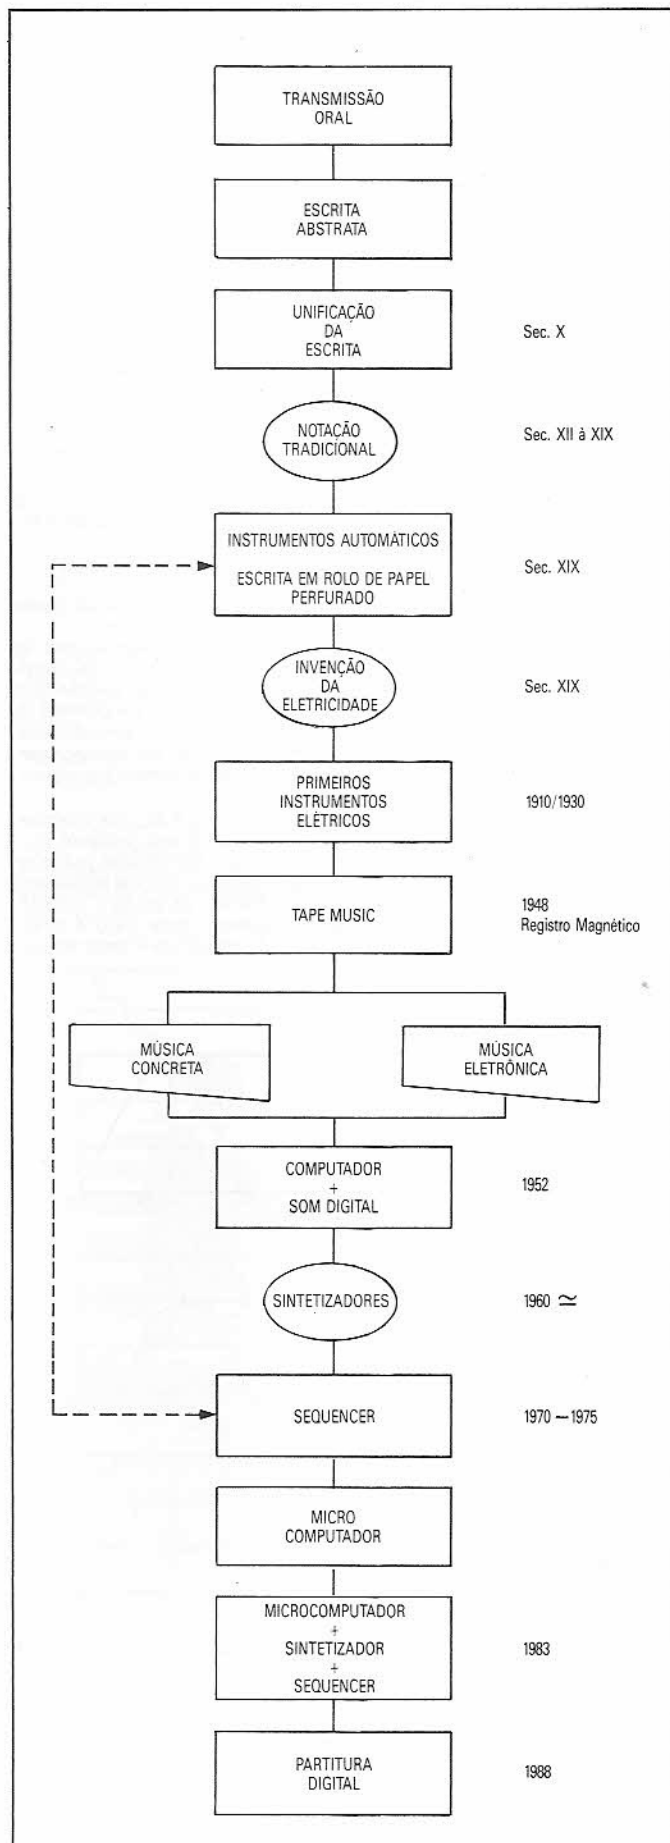 TRANSMISSÃO
ORAL
ESCRITA
ABSTRATA
UNIFICAÇÃO
DA
ESCRITA
Sec. X
NOTAÇÃO
TRADICIONAL
Sec. XII à XIX
INSTRUMENTOS AUTOMÁTICOS
ESCRITA EM ROLO DE PAPEL
PERFURADO
Sec. XIX
INVENÇÃO
DA
ELETRICIDADE
Sec. XIX
PRIMEIROS
INSTRUMENTOS
ELÉTRICOS
1910/1930
TAPE MUSIC
1948
Registro Magnético
MÚSICA
CONCRETA
MÚSICA
ELETRÔNICA
COMPUTADOR
+
SOM DIGITAL
1952
SINTETIZADORES
1960 ≃
SEQUENCER
1970 — 1975
MICRO
COMPUTADOR
MICROCOMPUTADOR
+
SINTETIZADOR
+
SEQUENCER
1983
PARTITURA
DIGITAL
1988